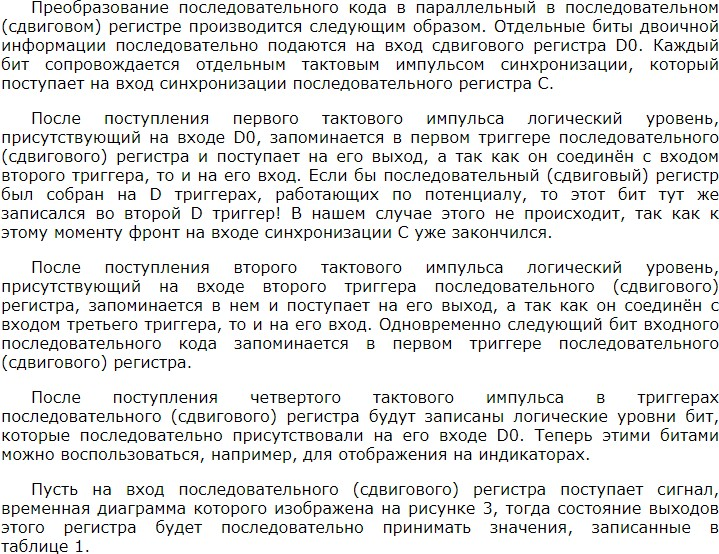 Преобразование последовательного кода в параллельный в последовательном
(сдвиговом) регистре производится следующим образом. Отдельные биты двоичной
информации последовательно подаются на вход сдвигового регистра D0. Каждый
бит сопровождается отдельным тактовым импульсом синхронизации, который
поступает на вход синхронизации последовательного регистра C.
После поступления первого тактового импульса логический уровень,
присутствующий на входе D0, запоминается в первом триггере последовательного
(сдвигового) регистра и поступает на его выход, а так как он соединён с входом
второго триггера, то и на его вход. Если бы последовательный (сдвиговый) регистр
был собран на D триггерах, работающих по потенциалу, то этот бит тут же
записался во второй D триггер! В нашем случае этого не происходит, так как к
этому моменту фронт на входе синхронизации C уже закончился.
После поступления второго тактового импульса логический уровень,
присутствующий на входе второго триггера последовательного (сдвигового)
регистра, запоминается в нем и поступает на его выход, а так как он соединён с
входом третьего триггера, то и на его вход. Одновременно следующий бит входного
последовательного кода запоминается в первом триггере последовательного
(сдвигового) регистра.
После поступления четвертого тактового импульса в триггерах
последовательного (сдвигового) регистра будут записаны логические уровни бит,
которые последовательно присутствовали на его входе D0. Теперь этими битами
можно воспользоваться, например, для отображения на индикаторах.
Пусть на вход последовательного (сдвигового) регистра поступает сигнал,
временная диаграмма которого изображена на рисунке 3, тогда состояние выходов
этого регистра будет последовательно принимать значения, записанные в
таблице 1.